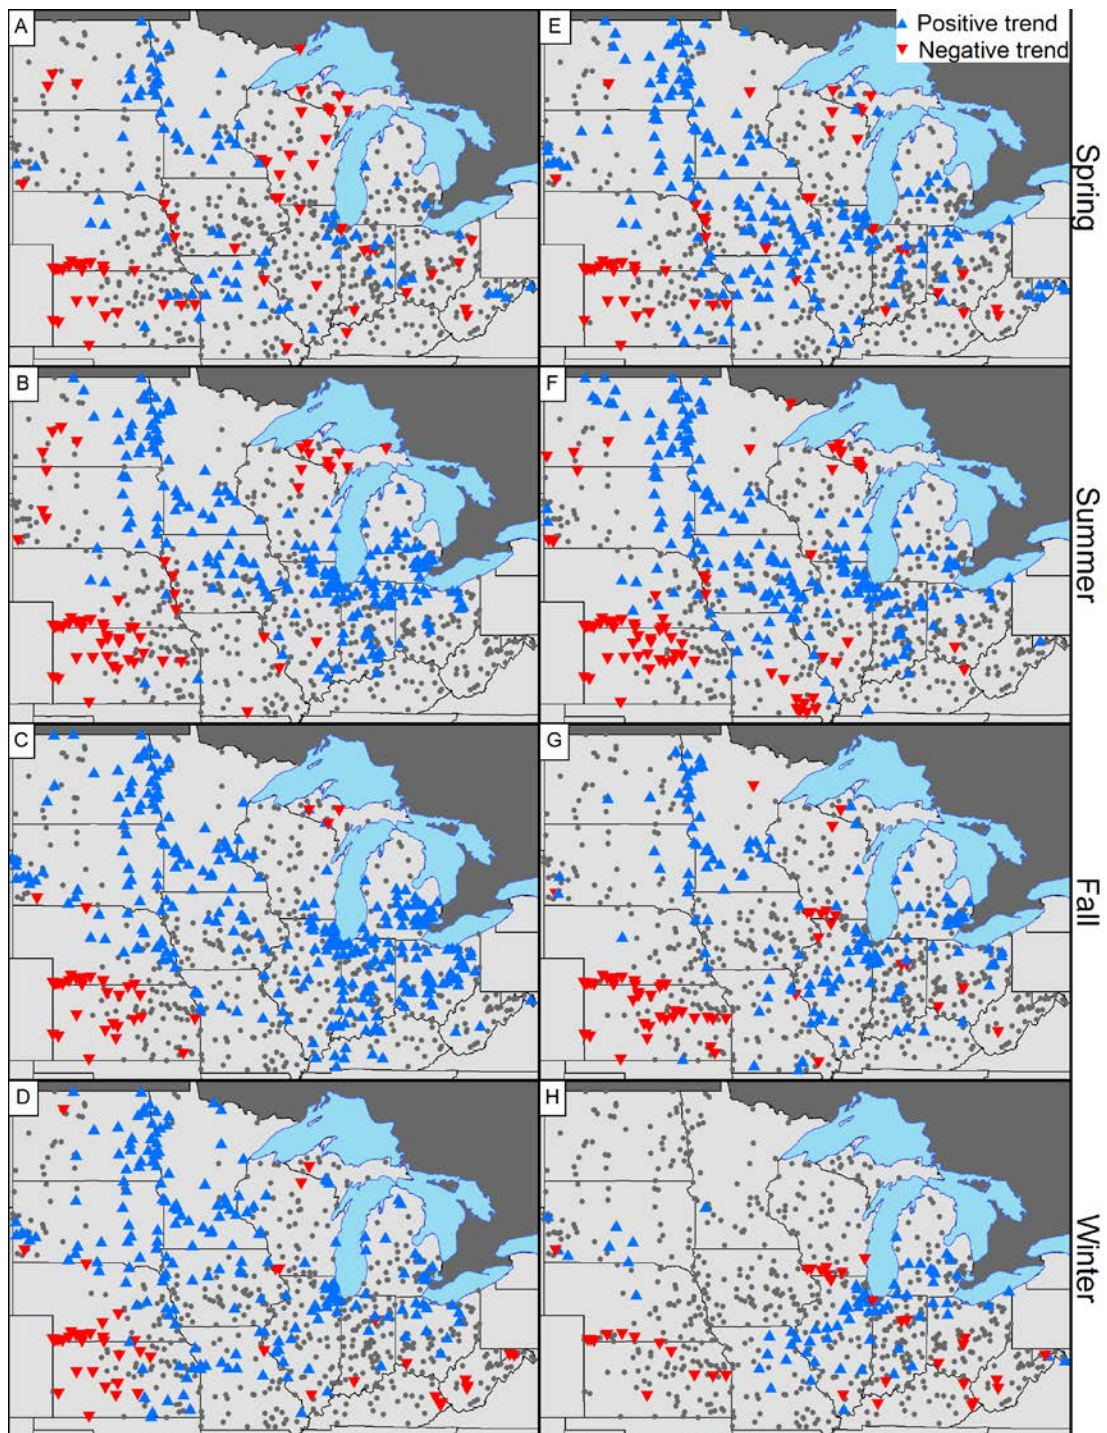 A
E
Positive trend
Negative trend
Spring
B
F
Summer
C
G
Fall
D
H
Winter